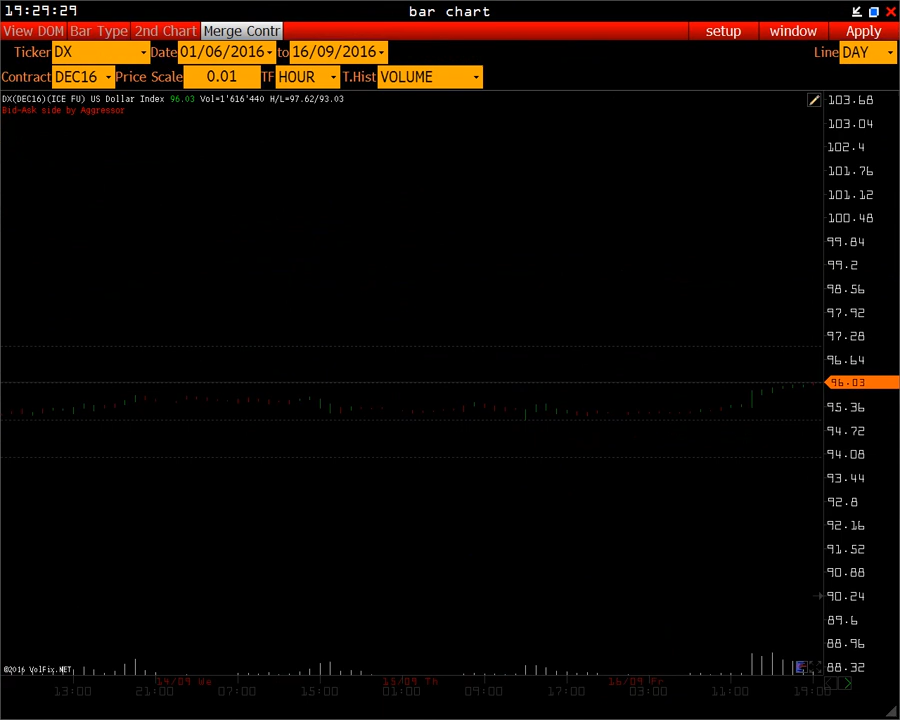 19:29:29 bar chart
View DOM Bar Type 2nd Chart Merge Contr setup window Apply
Ticker DX Date 01/06/2016 to 16/09/2016 Line DAY
Contract DEC16 Price Scale 0.01 TF HOUR T.Hist VOLUME
DX(DEC16)(ICE FU) US Dollar Index 96.03 Vol=1'616'440 H/L=97.62/93.03
Bid-Ask side by Aggressor
103.68
103.04
102.4
101.76
101.12
100.48
99.84
99.2
98.56
97.92
97.28
96.64
96.03
95.36
94.72
94.08
93.44
92.8
92.16
91.52
90.88
90.24
89.6
88.96
88.32
©2016 VolFix.NET
14/09 We 15/09 Th 16/09 Fr
13:00 21:00 07:00 15:00 01:00 09:00 17:00 03:00 11:00 19:00